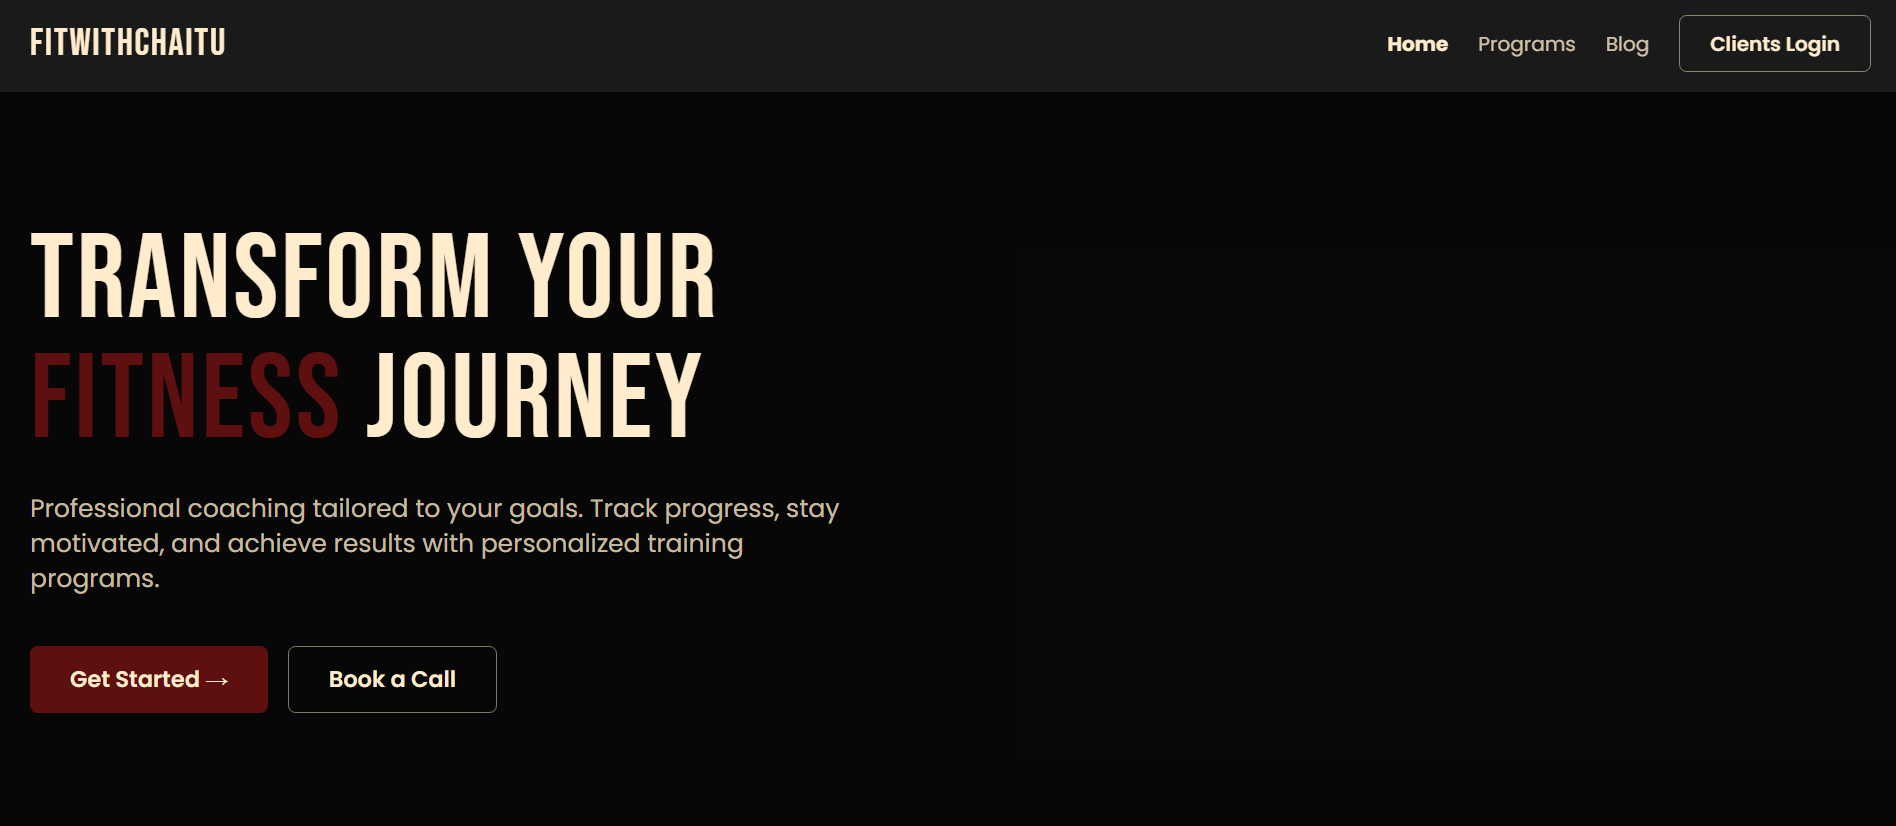 FITWITHCHAITU
Home Programs Blog Clients Login
TRANSFORM YOUR
FITNESS JOURNEY
Professional coaching tailored to your goals. Track progress, stay
motivated, and achieve results with personalized training
programs.
Get Started → Book a Call